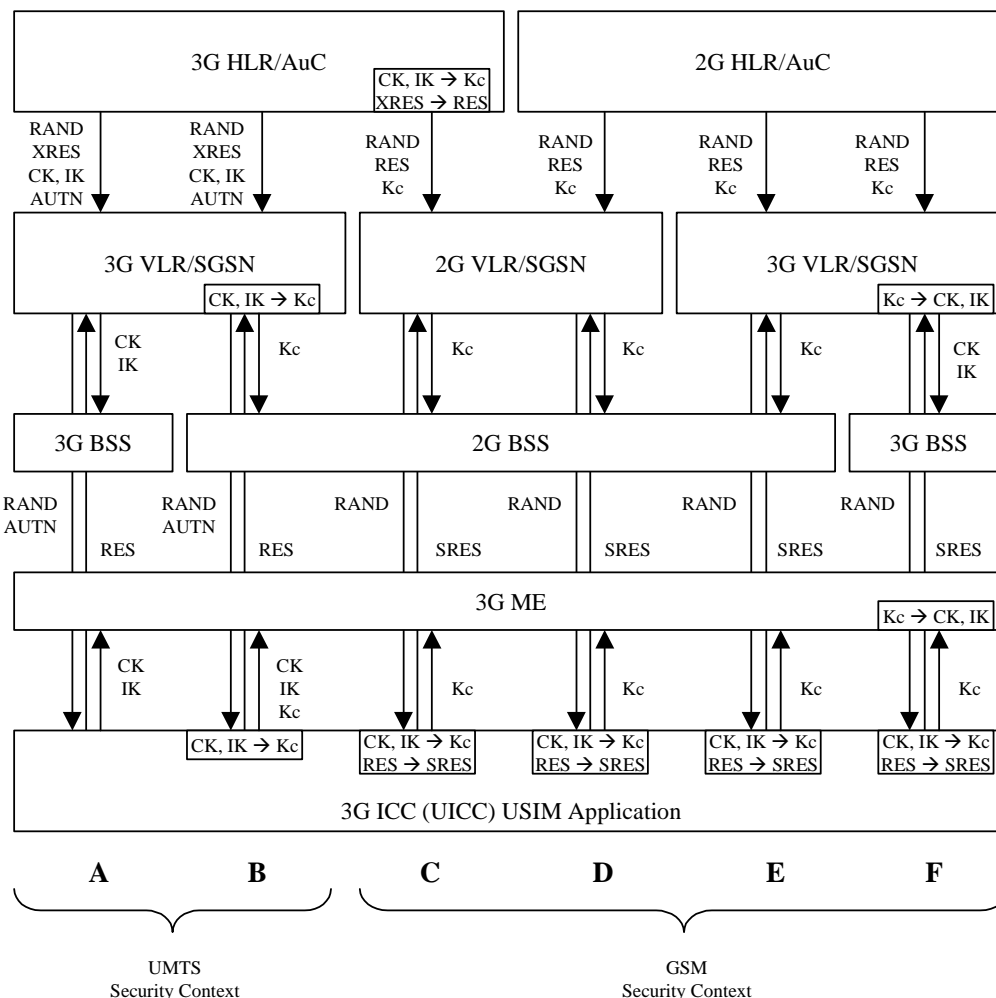 3G HLR/AuC
2G HLR/AuC
CK, IK → Kc
XRES → RES
RAND
XRES
CK, IK
AUTN
RAND
XRES
CK, IK
AUTN
RAND
RES
Kc
RAND
RES
Kc
RAND
RES
Kc
RAND
RES
Kc
3G VLR/SGSN
2G VLR/SGSN
3G VLR/SGSN
CK, IK → Kc
Kc → CK, IK
CK
IK
Kc
Kc
Kc
Kc
CK
IK
3G BSS
2G BSS
3G BSS
RAND
AUTN
RAND
AUTN
RAND
RAND
RAND
RAND
RES
RES
SRES
SRES
SRES
SRES
3G ME
Kc → CK, IK
CK
IK
CK
IK
Kc
Kc
Kc
Kc
Kc
CK, IK → Kc
CK, IK → Kc
RES → SRES
CK, IK → Kc
RES → SRES
CK, IK → Kc
RES → SRES
CK, IK → Kc
RES → SRES
3G ICC (UICC) USIM Application
A B C D E F
UMTS
Security Context
GSM
Security Context